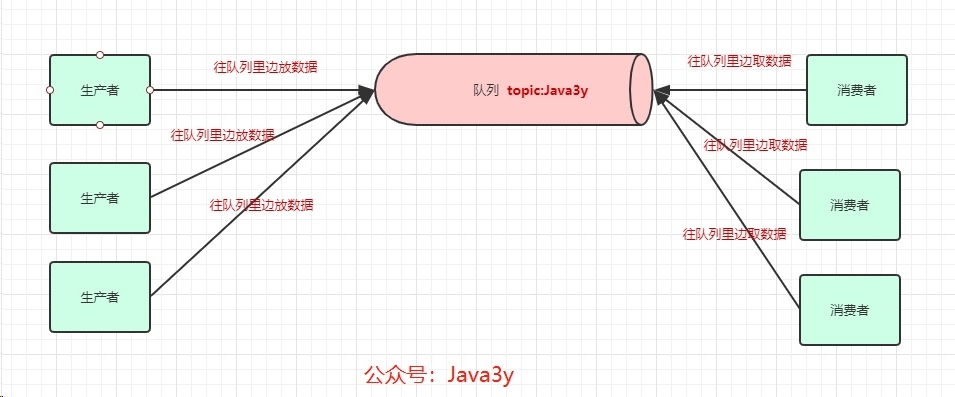 生产者
往队列里边放数据
队列 topic:Java3y
往队列里边取数据
消费者
生产者
往队列里边放数据
往队列里边取数据
消费者
生产者
往队列里边放数据
往队列里边取数据
消费者
公众号：Java3y